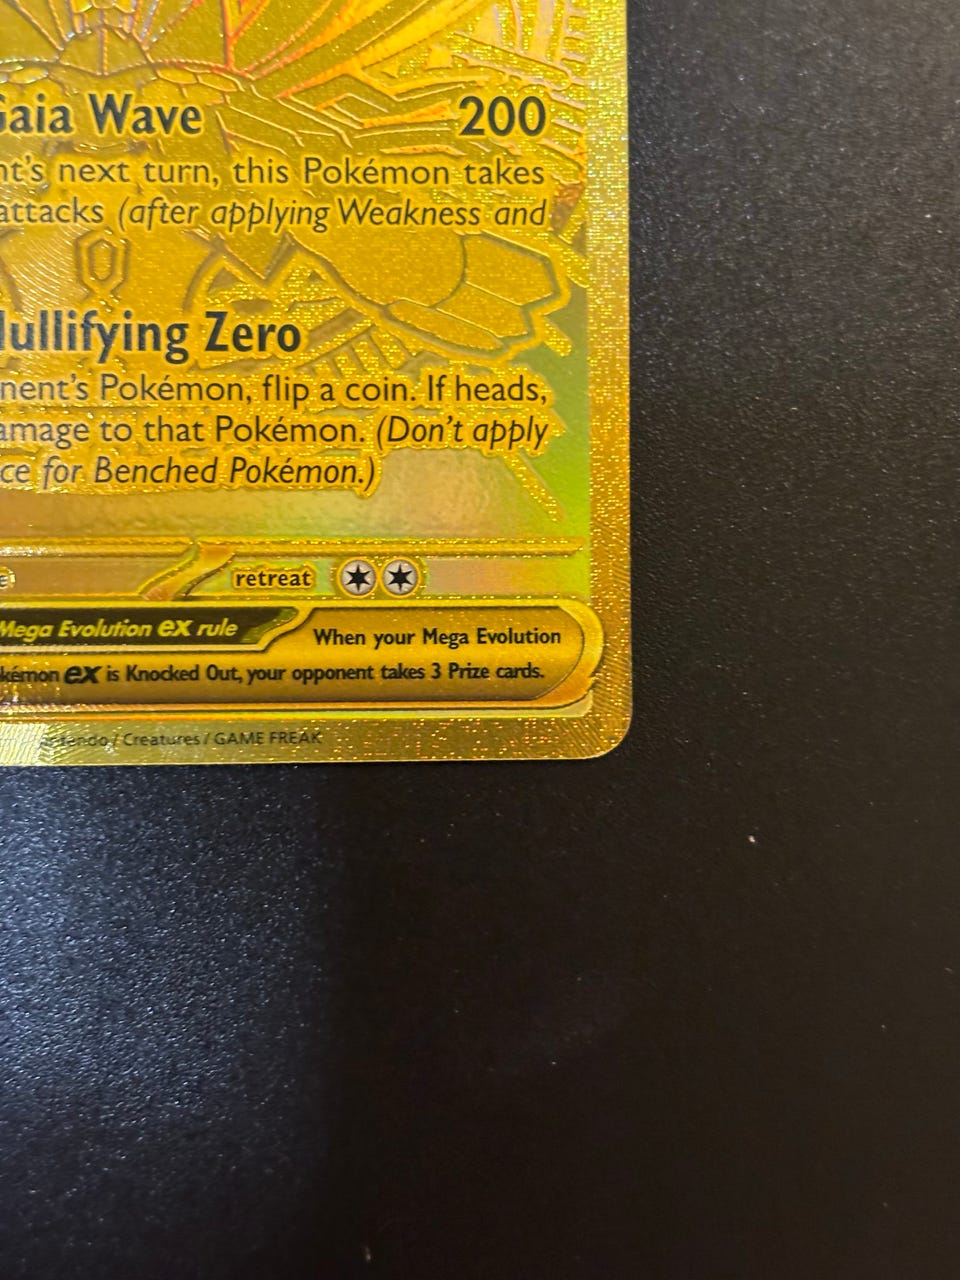 Gaia Wave 200
nt's next turn, this Pokémon takes
attacks (after applying Weakness and
Nullifying Zero
nent's Pokémon, flip a coin. If heads,
amage to that Pokémon. (Don't apply
ce for Benched Pokémon.)
retreat
Mega Evolution ex rule When your Mega Evolution
kémon ex is Knocked Out, your opponent takes 3 Prize cards.
ntendo / Creatures / GAME FREAK